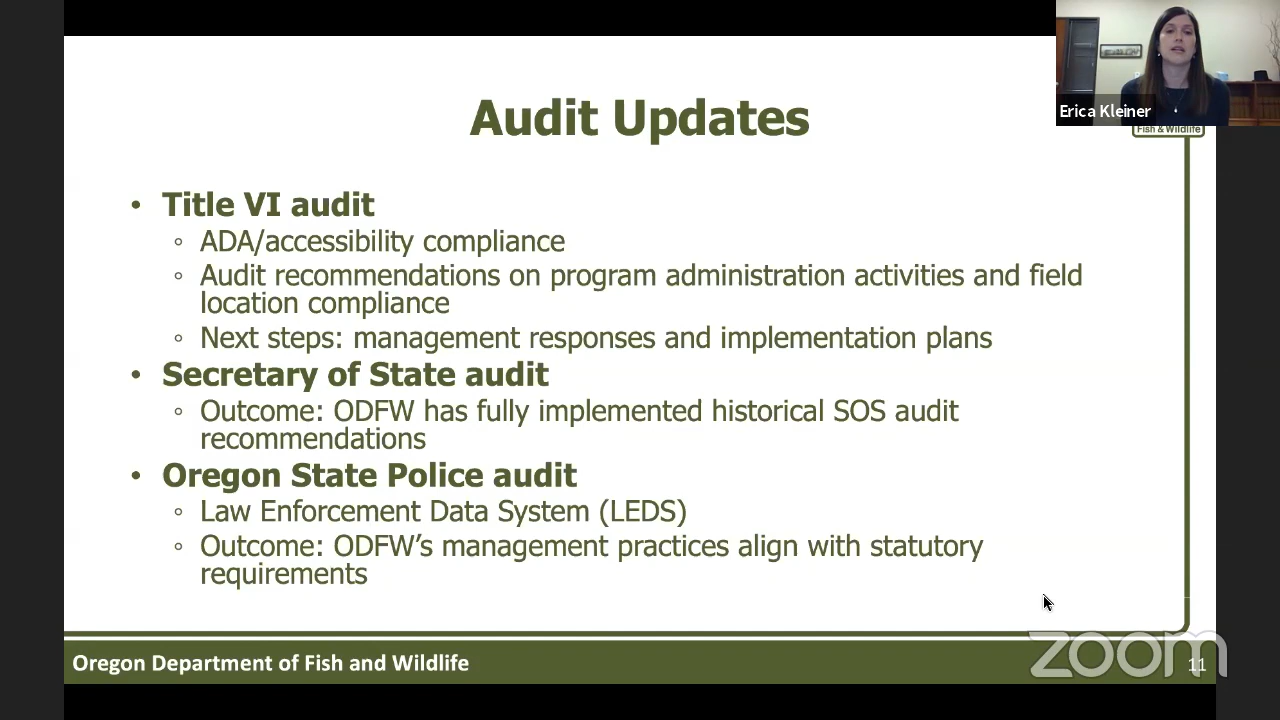 Audit Updates
Erica Kleiner
Fish & Wildlife
• Title VI audit
◦ ADA/accessibility compliance
◦ Audit recommendations on program administration activities and field
location compliance
◦ Next steps: management responses and implementation plans
• Secretary of State audit
◦ Outcome: ODFW has fully implemented historical SOS audit
recommendations
• Oregon State Police audit
◦ Law Enforcement Data System (LEDS)
◦ Outcome: ODFW’s management practices align with statutory
requirements
Oregon Department of Fish and Wildlife
zoom
11